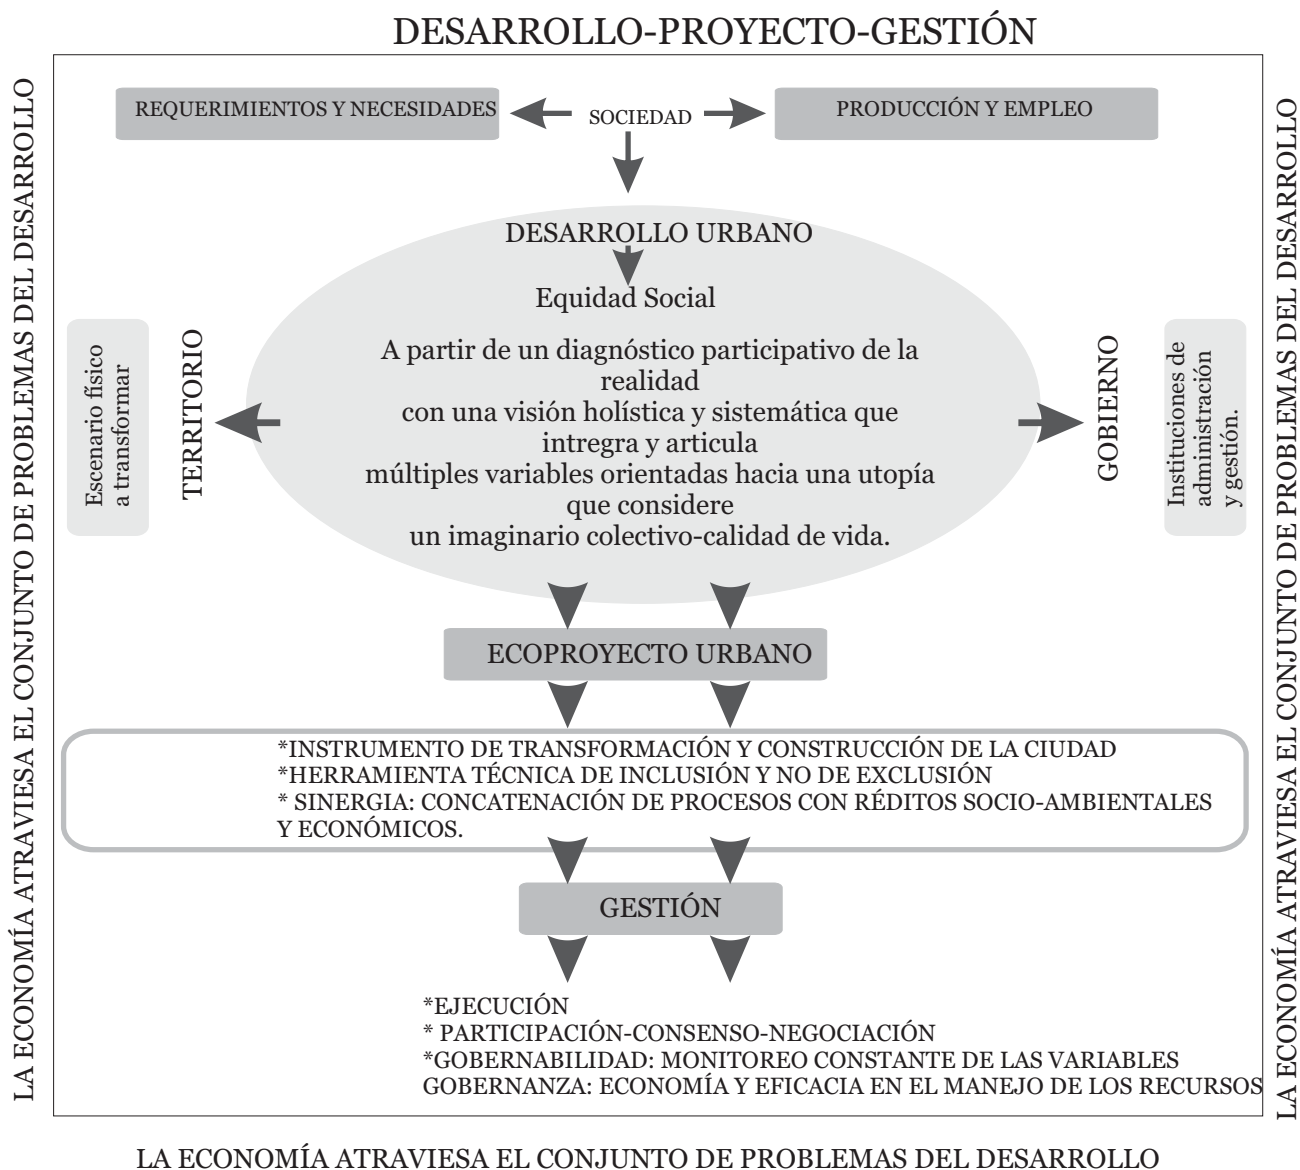 DESARROLLO-PROYECTO-GESTIÓN
LA ECONOMÍA ATRAVIESA EL CONJUNTO DE PROBLEMAS DEL DESARROLLO
REQUERIMIENTOS Y NECESIDADES
SOCIEDAD
PRODUCCIÓN Y EMPLEO
DESARROLLO URBANO
Equidad Social
A partir de un diagnóstico participativo de la
realidad
con una visión holística y sistemática que
intregra y articula
múltiples variables orientadas hacia una utopía
que considere
un imaginario colectivo-calidad de vida.
Escenario físico
a transformar
TERRITORIO
GOBIERNO
Instituciones de
administración
y gestión.
ECOPROYECTO URBANO
*INSTRUMENTO DE TRANSFORMACIÓN Y CONSTRUCCIÓN DE LA CIUDAD
*HERRAMIENTA TÉCNICA DE INCLUSIÓN Y NO DE EXCLUSIÓN
* SINERGIA: CONCATENACIÓN DE PROCESOS CON RÉDITOS SOCIO-AMBIENTALES
Y ECONÓMICOS.
GESTIÓN
*EJECUCIÓN
* PARTICIPACIÓN-CONSENSO-NEGOCIACIÓN
*GOBERNABILIDAD: MONITOREO CONSTANTE DE LAS VARIABLES
GOBERNANZA: ECONOMÍA Y EFICACIA EN EL MANEJO DE LOS RECURSOS
LA ECONOMÍA ATRAVIESA EL CONJUNTO DE PROBLEMAS DEL DESARROLLO
LA ECONOMÍA ATRAVIESA EL CONJUNTO DE PROBLEMAS DEL DESARROLLO